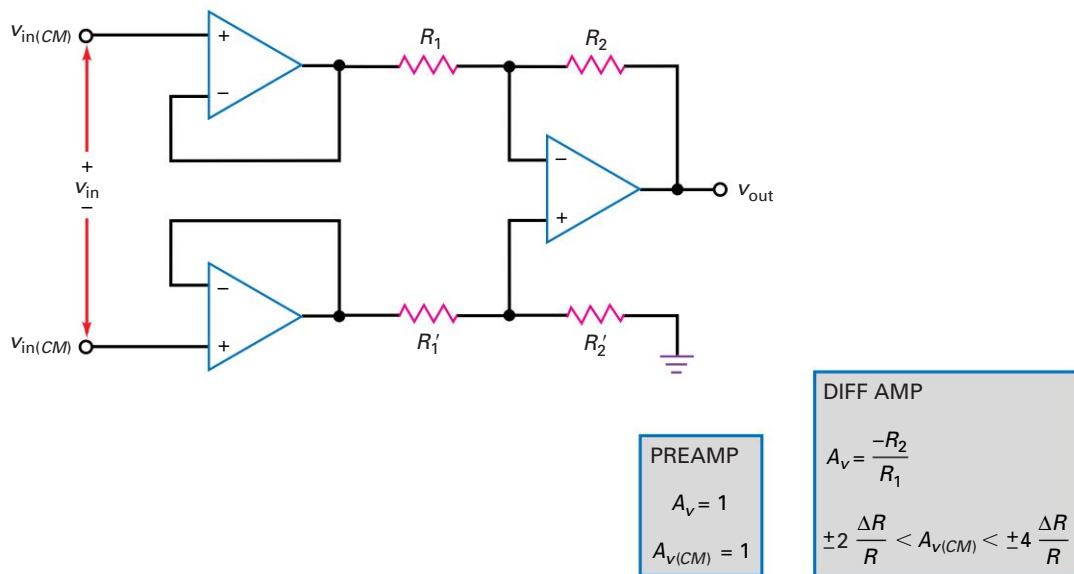 v_in(CM)
+
−
R₁
R₂
+
v_in
−
−
+
v_out
−
+
v_in(CM)
R₁′
R₂′
PREAMP
A_v = 1
A_v(CM) = 1
DIFF AMP
A_v = −R₂/R₁
±2 ΔR/R < A_v(CM) < ±4 ΔR/R